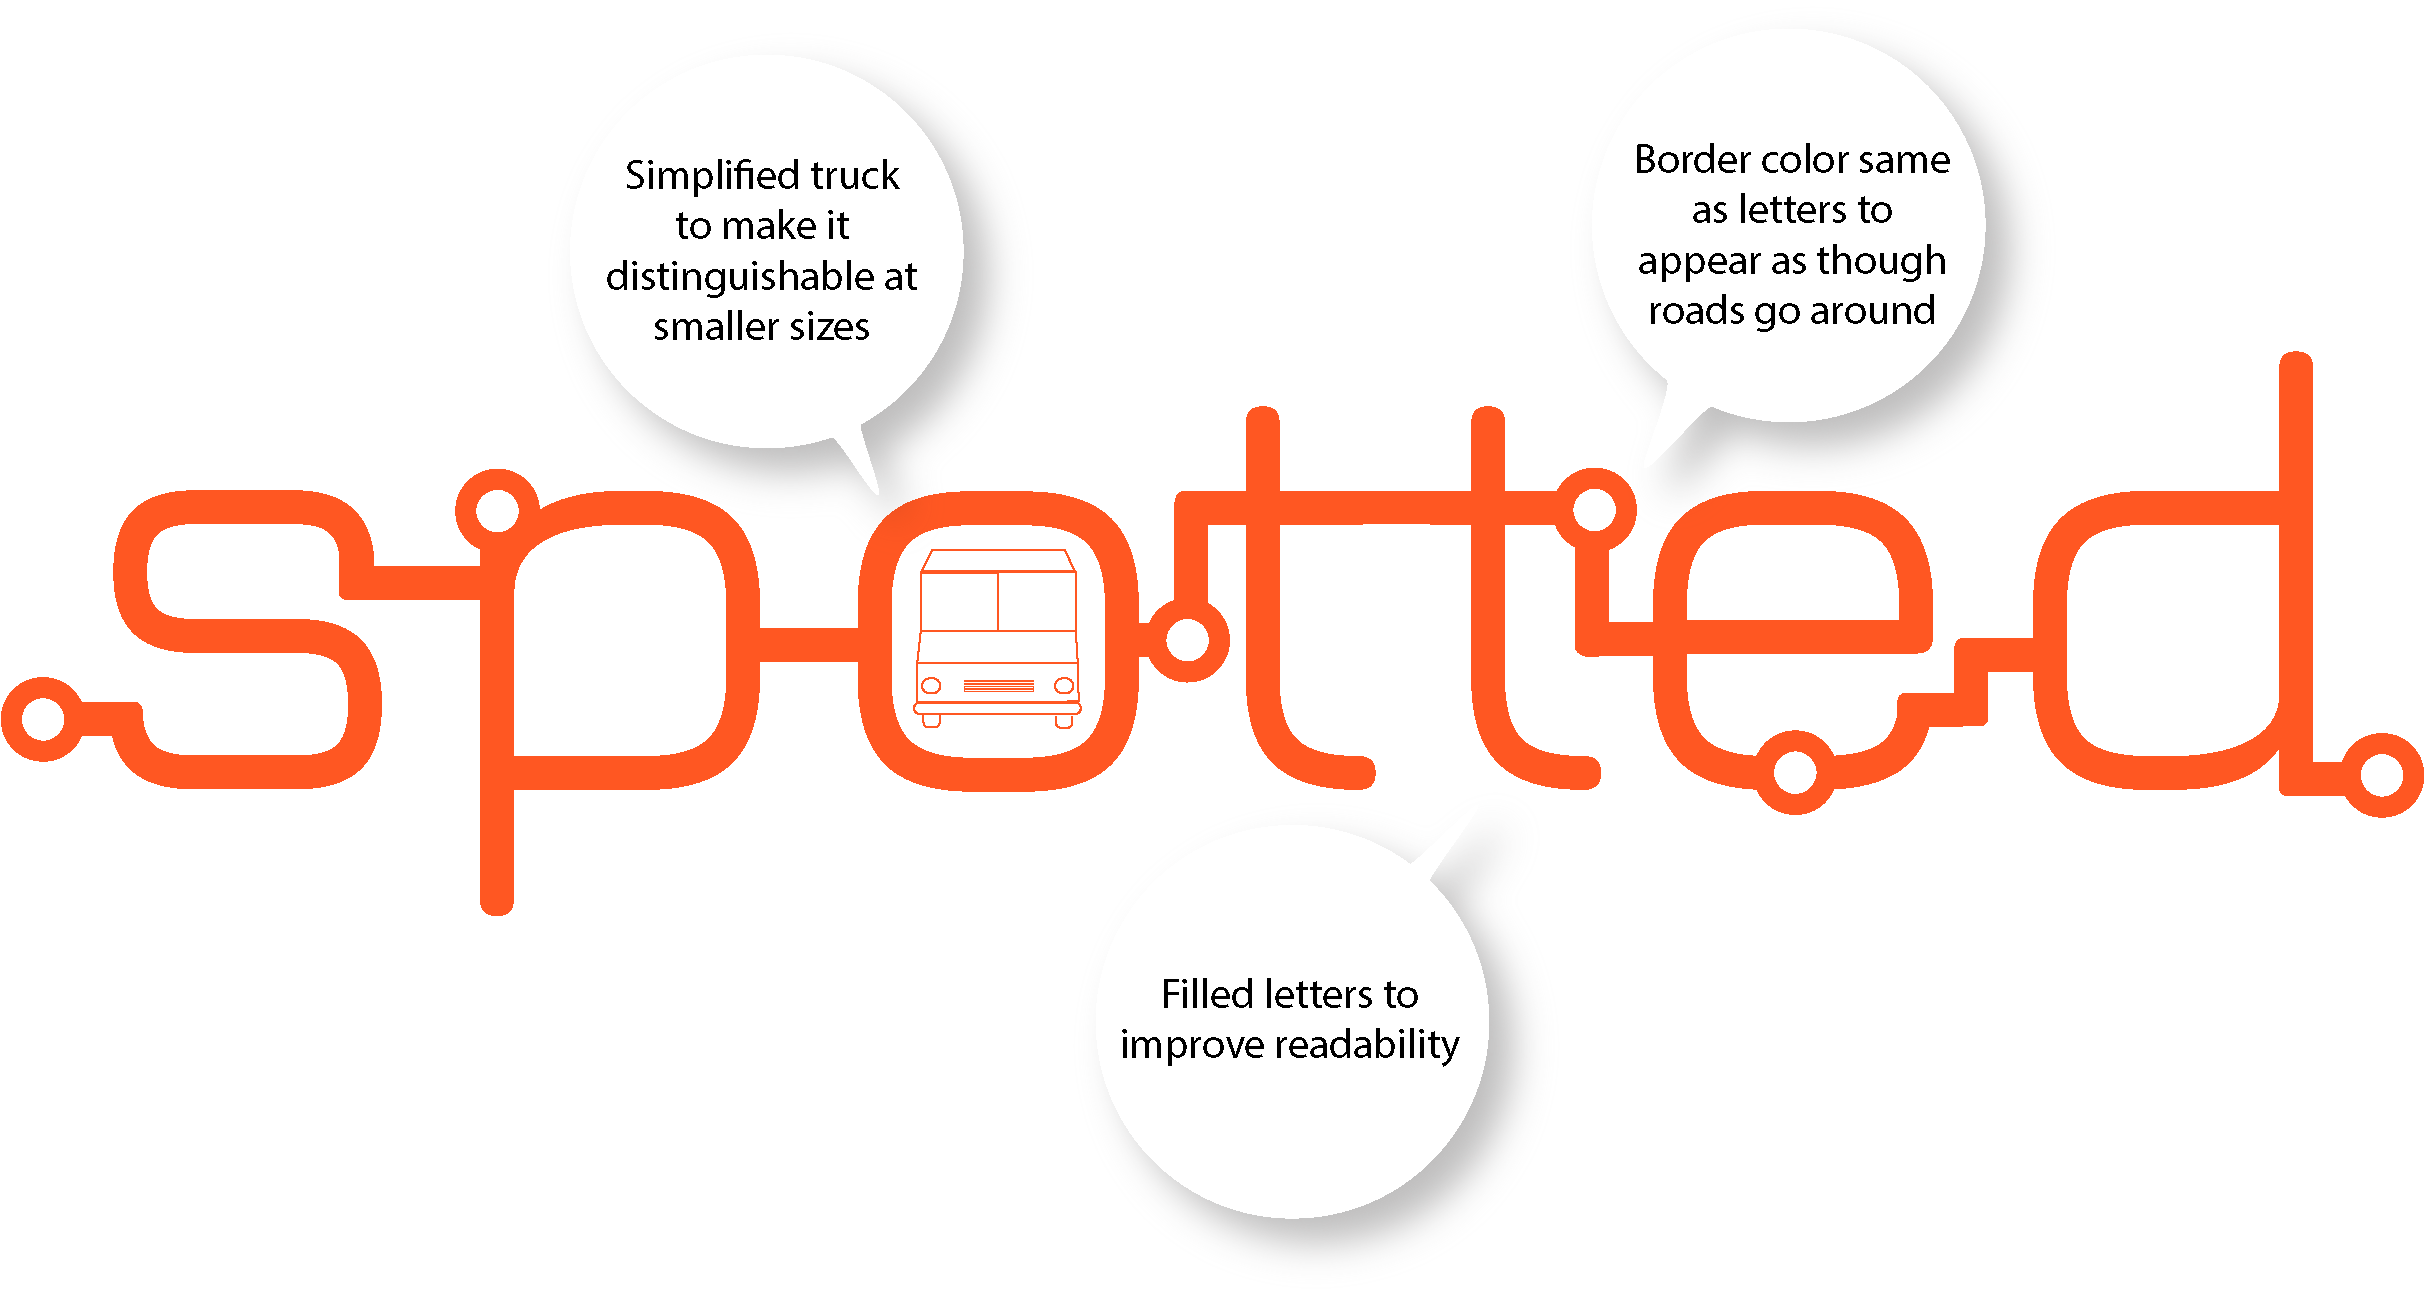 Simplified truck
to make it
distinguishable at
smaller sizes
Border color same
as letters to
appear as though
roads go around
spotted
Filled letters to
improve readability